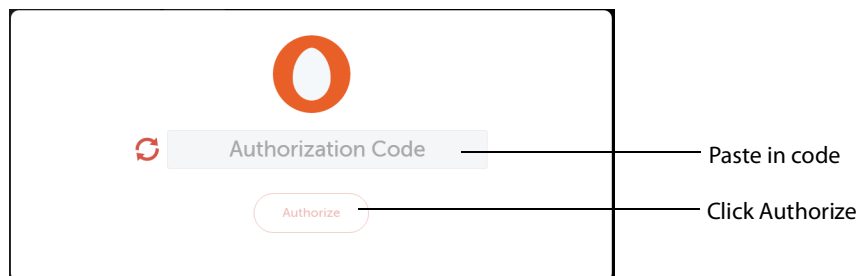 Authorization Code
Paste in code
Authorize
Click Authorize